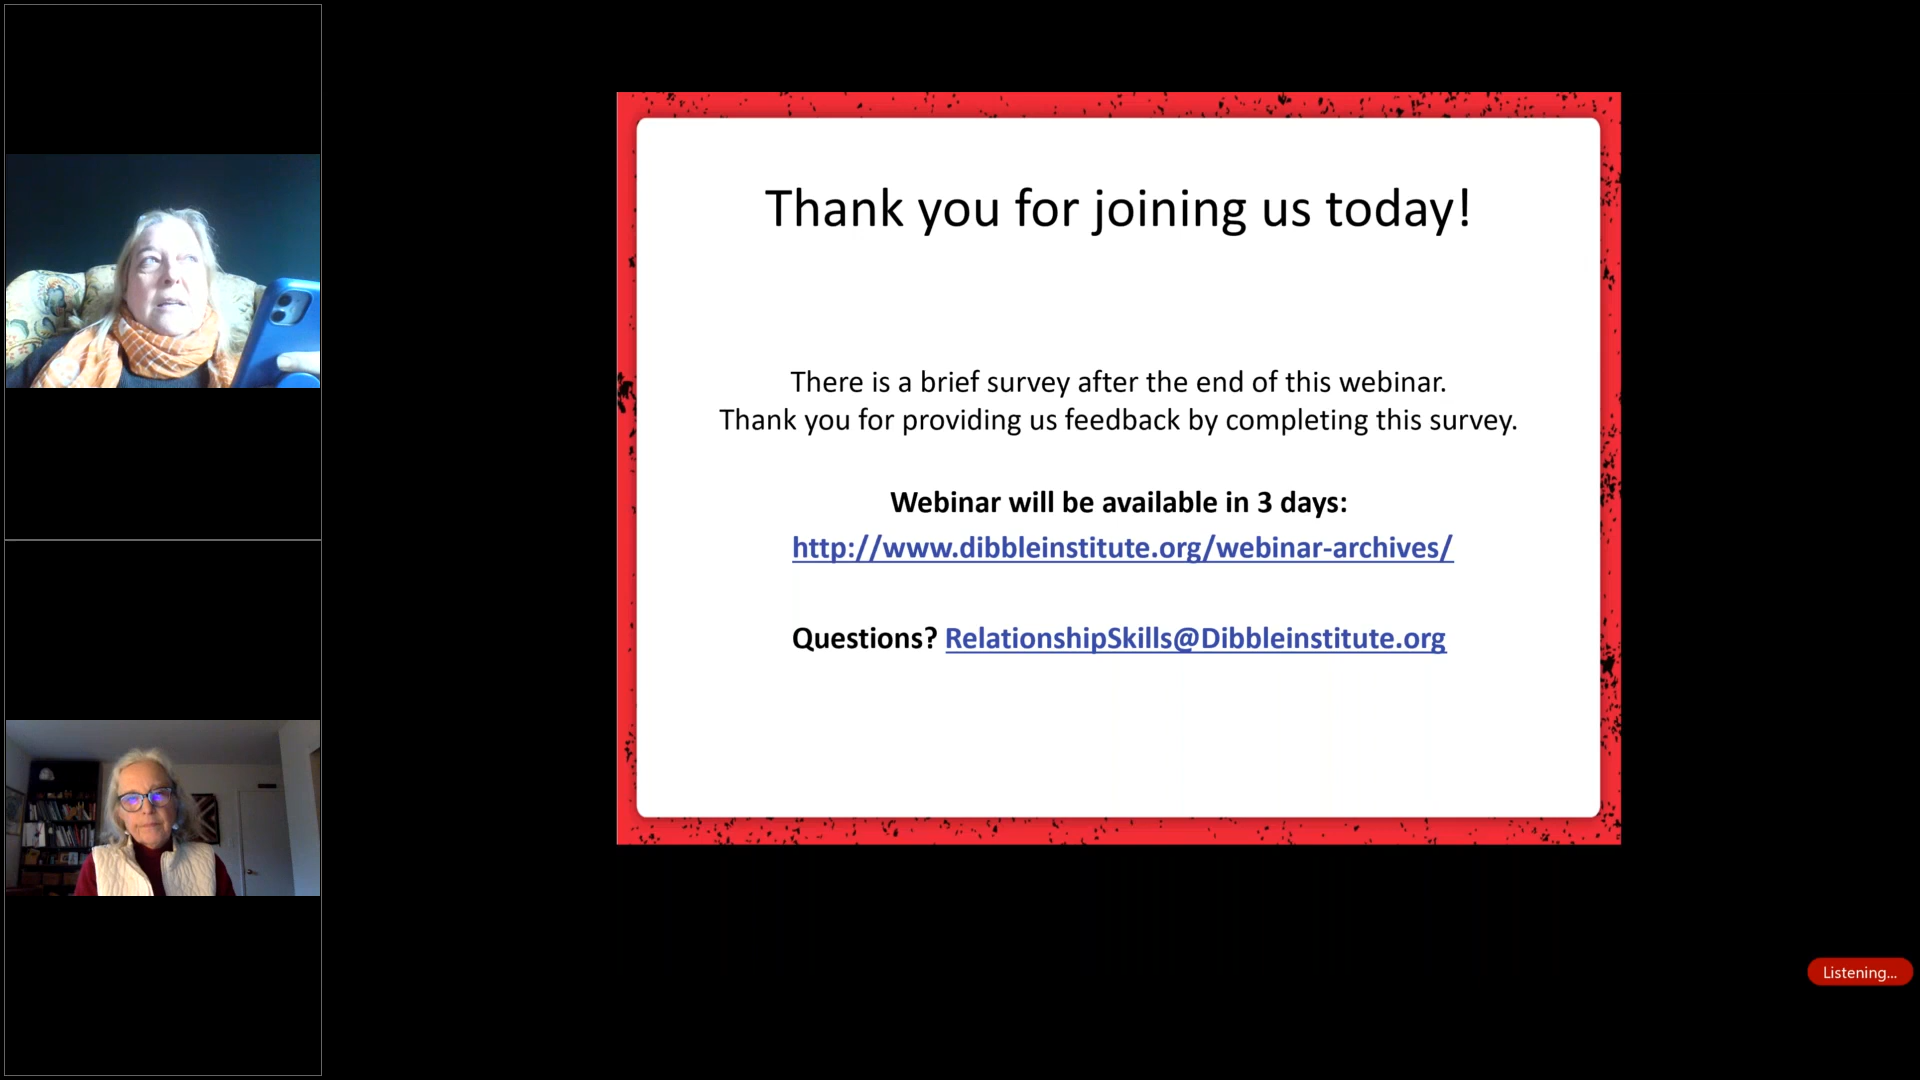 Thank you for joining us today!
There is a brief survey after the end of this webinar.
Thank you for providing us feedback by completing this survey.
Webinar will be available in 3 days:
http://www.dibbleinstitute.org/webinar-archives/
Questions? RelationshipSkills@Dibbleinstitute.org
Listening...